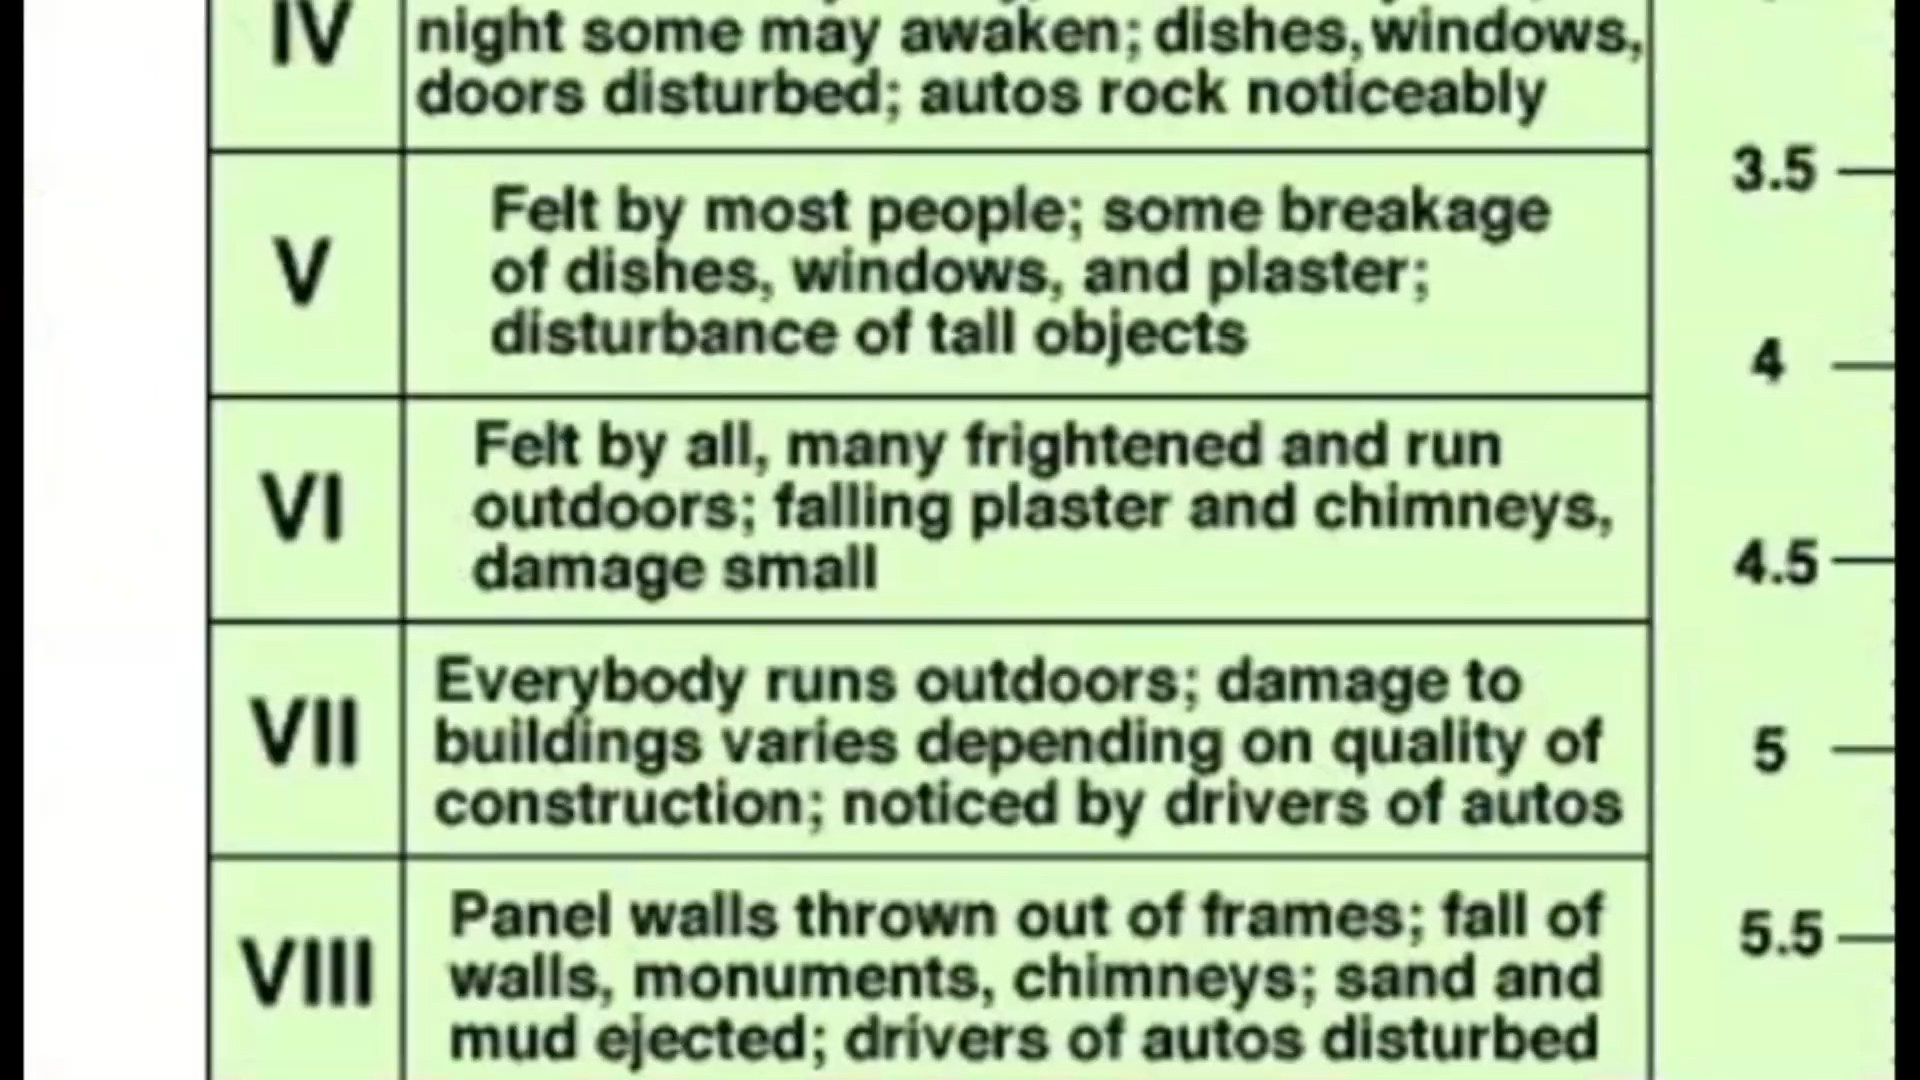 IV
night some may awaken; dishes, windows,
doors disturbed; autos rock noticeably
3.5
V
Felt by most people; some breakage
of dishes, windows, and plaster;
disturbance of tall objects
4
VI
Felt by all, many frightened and run
outdoors; falling plaster and chimneys,
damage small
4.5
VII
Everybody runs outdoors; damage to
buildings varies depending on quality of
construction; noticed by drivers of autos
5
VIII
Panel walls thrown out of frames; fall of
walls, monuments, chimneys; sand and
mud ejected; drivers of autos disturbed
5.5